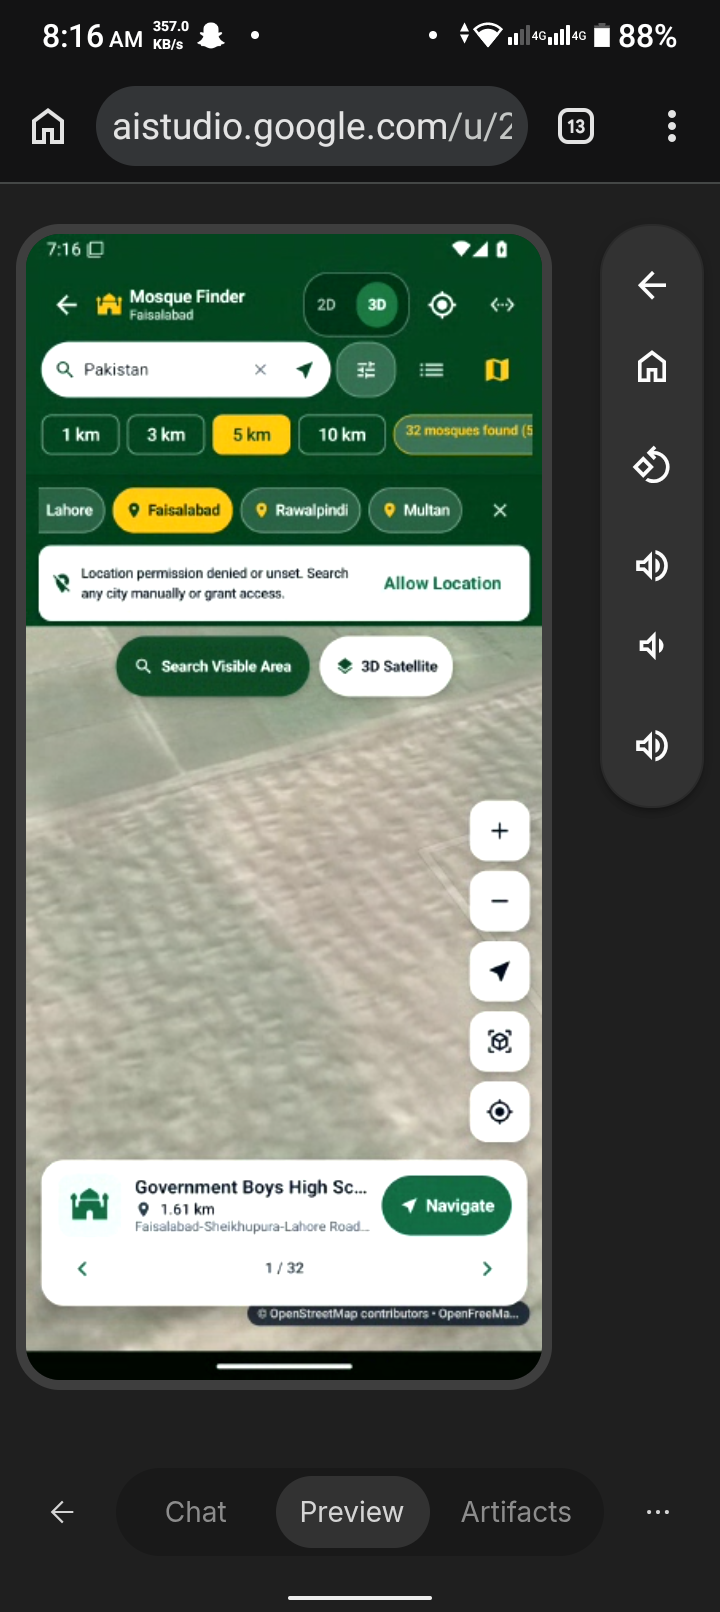 8:16 AM 357.0 KB/s 4G 4G 88%
aistudio.google.com/u/2
13
7:16
Mosque Finder
Faisalabad
2D 3D
Pakistan
1 km 3 km 5 km 10 km 32 mosques found (5
Lahore Faisalabad Rawalpindi Multan
Location permission denied or unset. Search
any city manually or grant access.
Allow Location
Search Visible Area 3D Satellite
Government Boys High Sc...
1.61 km
Faisalabad-Sheikhupura-Lahore Road...
Navigate
1 / 32
© OpenStreetMap contributors • OpenFreeMa...
Chat Preview Artifacts